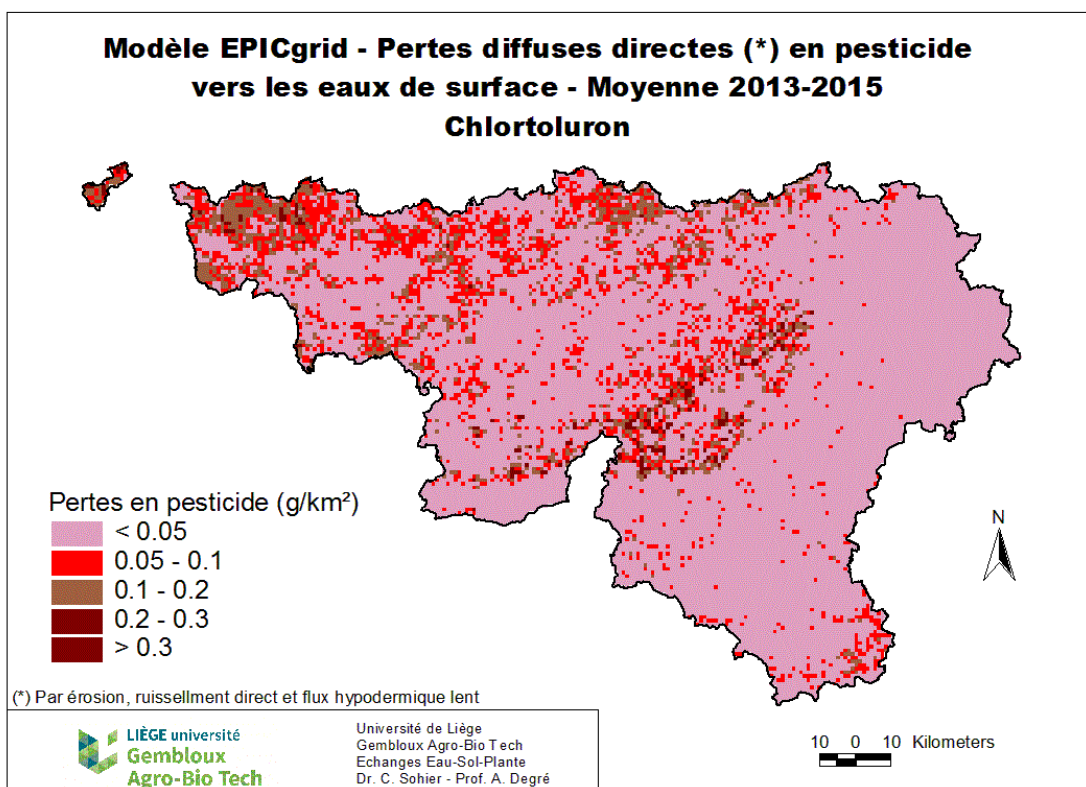 Modèle EPICgrid - Pertes diffuses directes (*) en pesticide
vers les eaux de surface - Moyenne 2013-2015
Chlortoluron
Pertes en pesticide (g/km²)
< 0.05
0.05 - 0.1
0.1 - 0.2
0.2 - 0.3
> 0.3
N
(*) Par érosion, ruissellment direct et flux hypodermique lent
LIÈGE université
Gembloux
Agro-Bio Tech
Université de Liège
Gembloux Agro-Bio Tech
Echanges Eau-Sol-Plante
Dr. C. Sohier - Prof. A. Degré
10 0 10 Kilometers